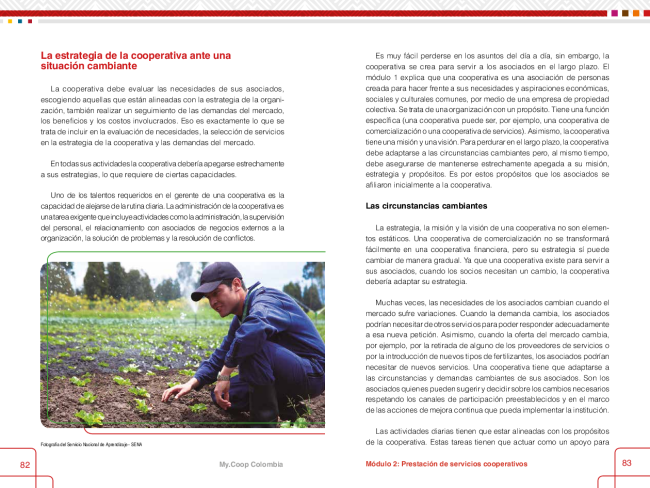 La estrategia de la cooperativa ante una
situación cambiante
La cooperativa debe evaluar las necesidades de sus asociados,
escogiendo aquellas que están alineadas con la estrategia de la organi-
zación, también realizar un seguimiento de las demandas del mercado,
los beneficios y los costos involucrados. Eso es exactamente lo que se
trata de incluir en la evaluación de necesidades, la selección de servicios
en la estrategia de la cooperativa y las demandas del mercado.
En todas sus actividades la cooperativa debería apegarse estrechamente
a sus estrategias, lo que requiere de ciertas capacidades.
Uno de los talentos requeridos en el gerente de una cooperativa es la
capacidad de alejarse de la rutina diaria. La administración de la cooperativa es
una tarea exigente que incluye actividades como la administración, la supervisión
del personal, el relacionamiento con asociados de negocios externos a la
organización, la solución de problemas y la resolución de conflictos.
Fotografía del Servicio Nacional de Aprendizaje - SENA
82
My.Coop Colombia
Es muy fácil perderse en los asuntos del día a día, sin embargo, la
cooperativa se crea para servir a los asociados en el largo plazo. El
módulo 1 explica que una cooperativa es una asociación de personas
creada para hacer frente a sus necesidades y aspiraciones económicas,
sociales y culturales comunes, por medio de una empresa de propiedad
colectiva. Se trata de una organización con un propósito. Tiene una función
específica (una cooperativa puede ser, por ejemplo, una cooperativa de
comercialización o una cooperativa de servicios). Asimismo, la cooperativa
tiene una misión y una visión. Para perdurar en el largo plazo, la cooperativa
debe adaptarse a las circunstancias cambiantes pero, al mismo tiempo,
debe asegurarse de mantenerse estrechamente apegada a su misión,
estrategia y propósitos. Es por estos propósitos que los asociados se
afiliaron inicialmente a la cooperativa.
Las circunstancias cambiantes
La estrategia, la misión y la visión de una cooperativa no son elemen-
tos estáticos. Una cooperativa de comercialización no se transformará
fácilmente en una cooperativa financiera, pero su estrategia sí puede
cambiar de manera gradual. Ya que una cooperativa existe para servir a
sus asociados, cuando los socios necesitan un cambio, la cooperativa
debería adaptar su estrategia.
Muchas veces, las necesidades de los asociados cambian cuando el
mercado sufre variaciones. Cuando la demanda cambia, los asociados
podrían necesitar de otros servicios para poder responder adecuadamente
a esa nueva petición. Asimismo, cuando la oferta del mercado cambia,
por ejemplo, por la retirada de alguno de los proveedores de servicios o
por la introducción de nuevos tipos de fertilizantes, los asociados podrían
necesitar de nuevos servicios. Una cooperativa tiene que adaptarse a
las circunstancias y demandas cambiantes de sus asociados. Son los
asociados quienes pueden sugerir y decidir sobre los cambios necesarios
respetando los canales de participación preestablecidos y en el marco
de las acciones de mejora continua que pueda implementar la institución.
Las actividades diarias tienen que estar alineadas con los propósitos
de la cooperativa. Estas tareas tienen que actuar como un apoyo para
Módulo 2: Prestación de servicios cooperativos
83